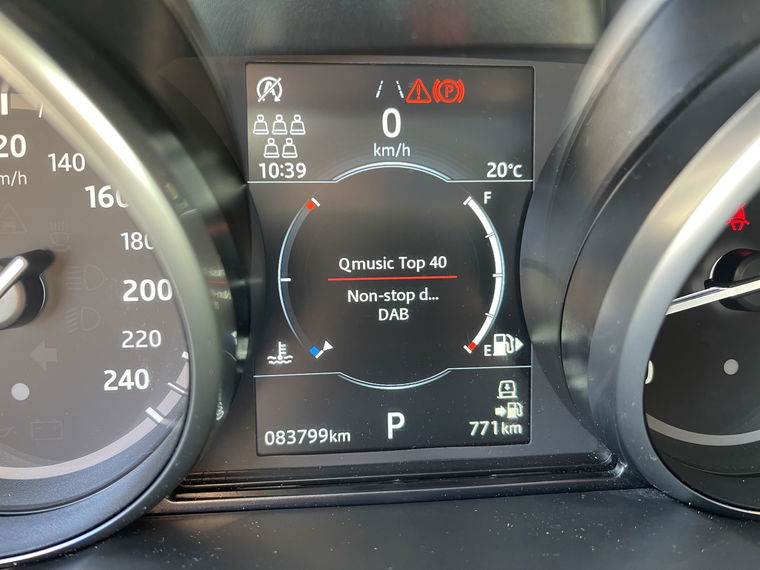 0
km/h
10:39
20°C
20
m/h
140
160
180
200
220
240
F
E
Qmusic Top 40
Non-stop d...
DAB
P
083799km
P
771km